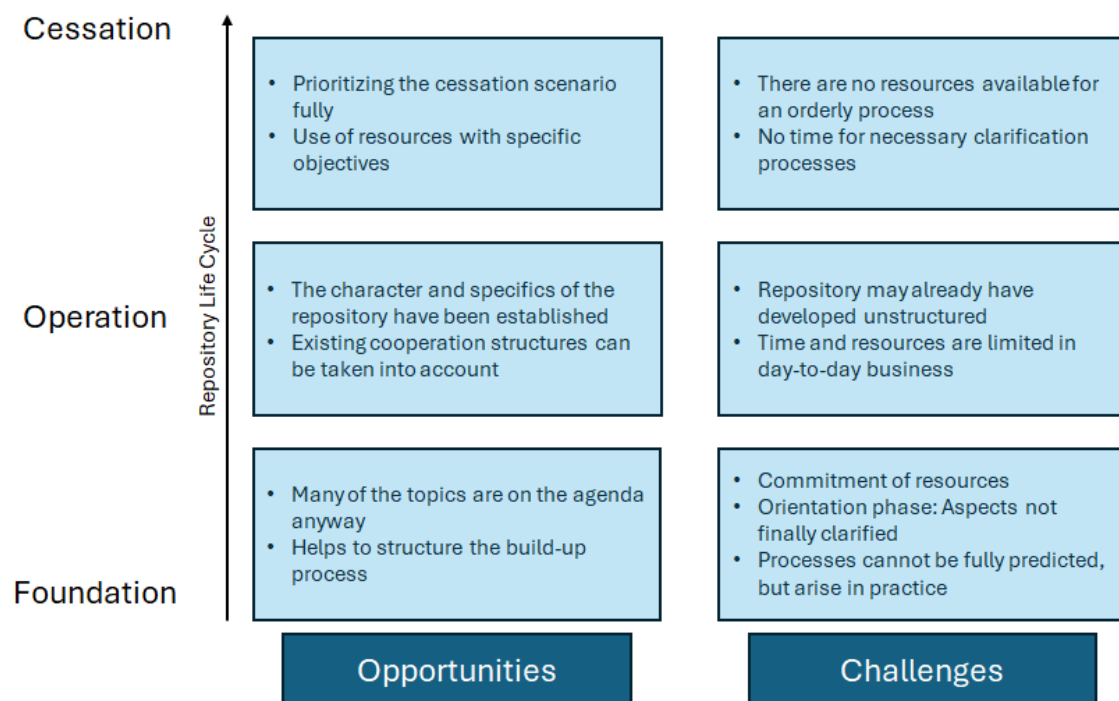 Cessation
• Prioritizing the cessation scenario
fully
• Use of resources with specific
objectives
• There are no resources available for
an orderly process
• No time for necessary clarification
processes
Repository Life Cycle
Operation
• The character and specifics of the
repository have been established
• Existing cooperation structures can
be taken into account
• Repository may already have
developed unstructured
• Time and resources are limited in
day-to-day business
Foundation
• Many of the topics are on the agenda
anyway
• Helps to structure the build-up
process
• Commitment of resources
• Orientation phase: Aspects not
finally clarified
• Processes cannot be fully predicted,
but arise in practice
Opportunities
Challenges